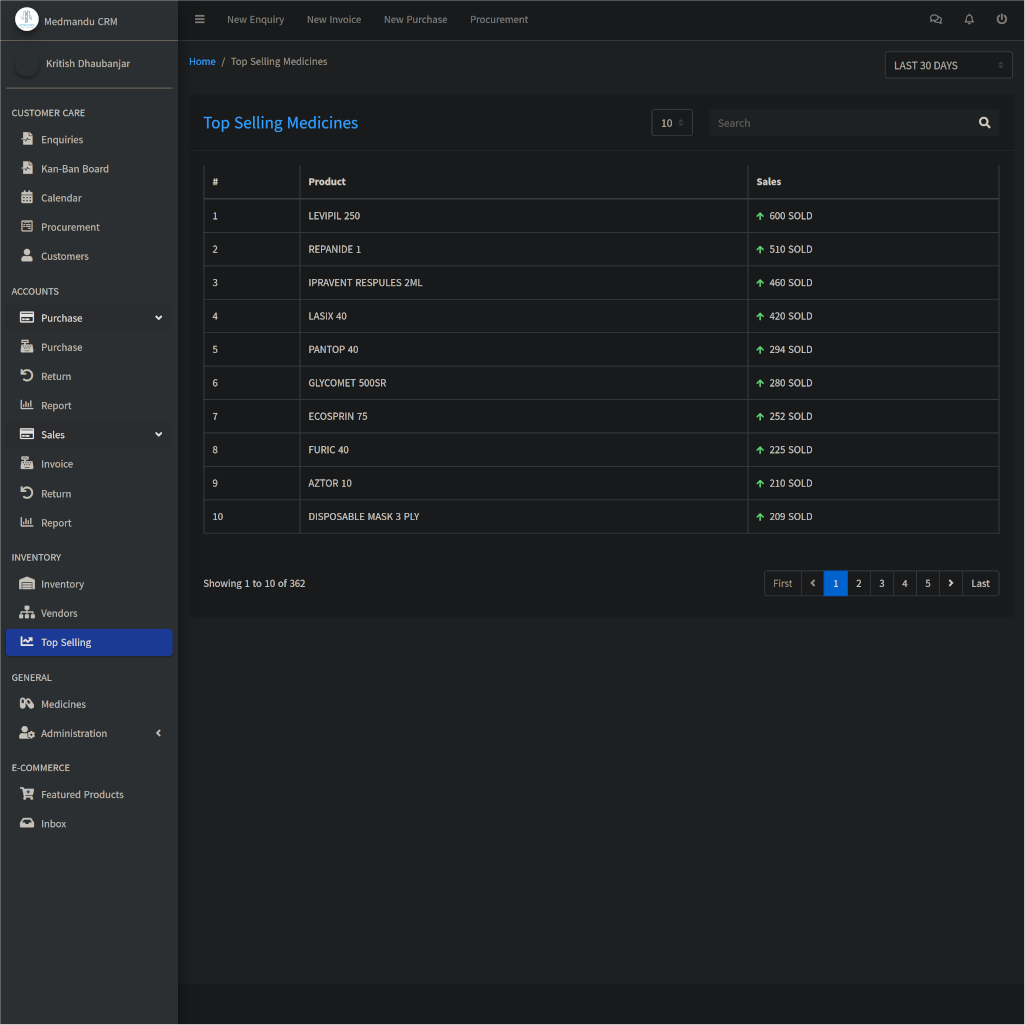 Medmandu CRM
New Enquiry New Invoice New Purchase Procurement
Kritish Dhaubanjar
Home / Top Selling Medicines
LAST 30 DAYS
CUSTOMER CARE
Enquiries
Kan-Ban Board
Calendar
Procurement
Customers
ACCOUNTS
Purchase
Purchase
Return
Report
Sales
Invoice
Return
Report
INVENTORY
Inventory
Vendors
Top Selling
GENERAL
Medicines
Administration
E-COMMERCE
Featured Products
Inbox
Top Selling Medicines
10
Search
# Product Sales
1 LEVIPIL 250 600 SOLD
2 REPANIDE 1 510 SOLD
3 IPRAVENT RESPULES 2ML 460 SOLD
4 LASIX 40 420 SOLD
5 PANTOP 40 294 SOLD
6 GLYCOMET 500SR 280 SOLD
7 ECOSPRIN 75 252 SOLD
8 FURIC 40 225 SOLD
9 AZTOR 10 210 SOLD
10 DISPOSABLE MASK 3 PLY 209 SOLD
Showing 1 to 10 of 362
First 1 2 3 4 5 Last